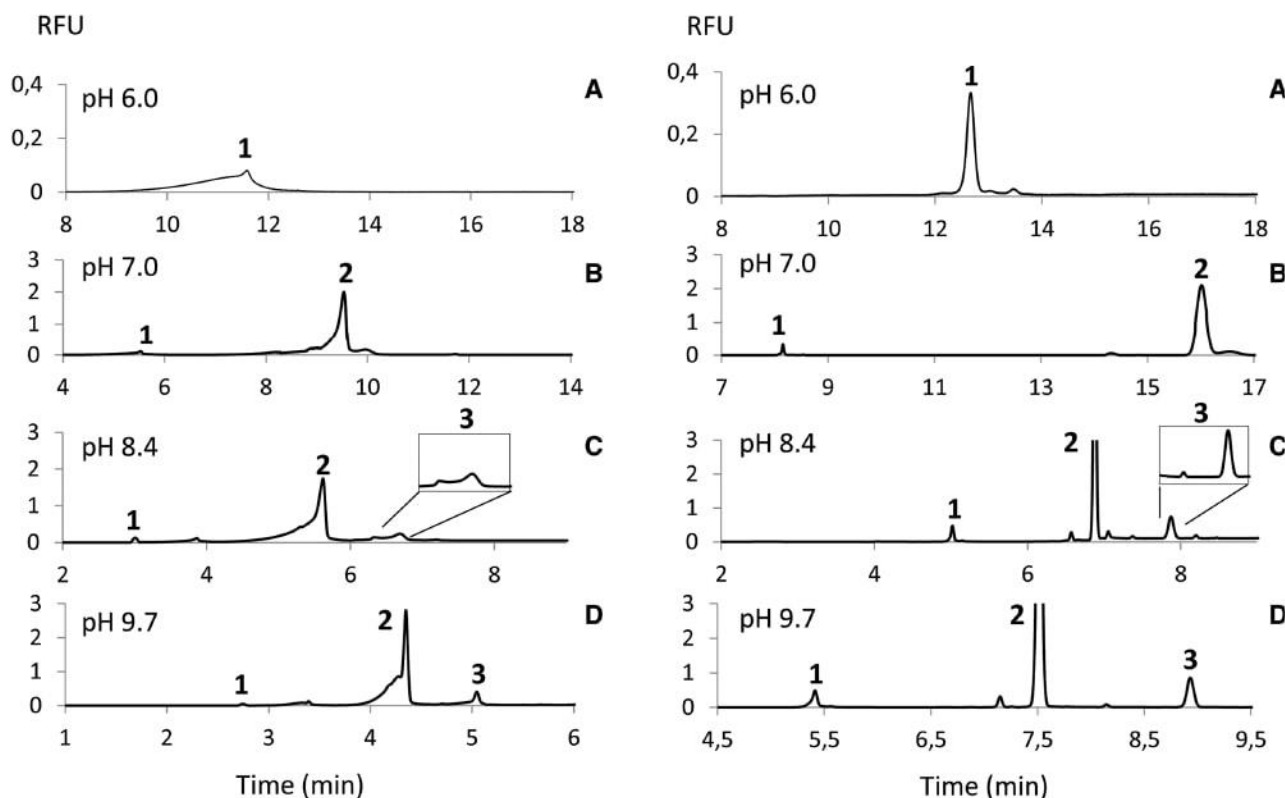 RFU
pH 6.0
A
1
0,4
0,2
0
8 10 12 14 16 18
pH 7.0
B
1
2
3
2
1
0
4 6 8 10 12 14
pH 8.4
C
1
2
3
3
2
1
0
2 4 6 8
pH 9.7
D
1
2
3
3
2
1
0
1 2 3 4 5 6
Time (min)
RFU
pH 6.0
A
1
0,4
0,2
0
8 10 12 14 16 18
pH 7.0
B
1
2
3
2
1
0
7 9 11 13 15 17
pH 8.4
C
1
2
3
3
2
1
0
2 4 6 8
pH 9.7
D
1
2
3
3
2
1
0
4,5 5,5 6,5 7,5 8,5 9,5
Time (min)